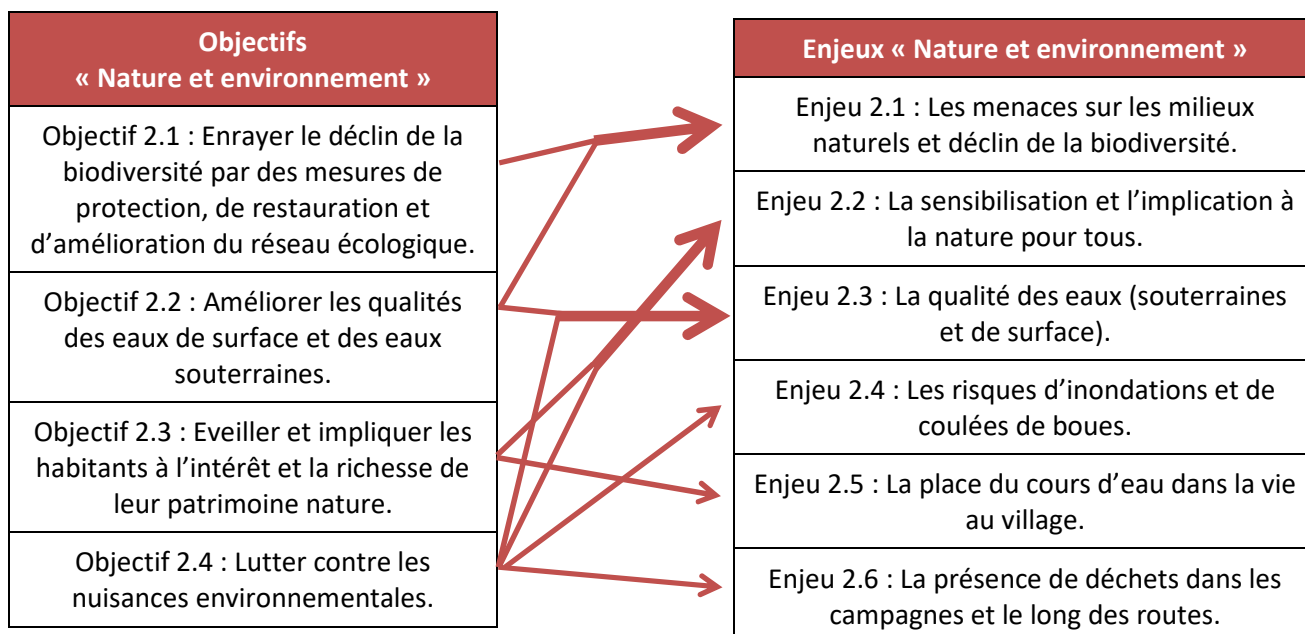 Objectifs
« Nature et environnement »
Objectif 2.1 : Enrayer le déclin de la
biodiversité par des mesures de
protection, de restauration et
d’amélioration du réseau écologique.
Objectif 2.2 : Améliorer les qualités
des eaux de surface et des eaux
souterraines.
Objectif 2.3 : Eveiller et impliquer les
habitants à l’intérêt et la richesse de
leur patrimoine nature.
Objectif 2.4 : Lutter contre les
nuisances environnementales.
Enjeux « Nature et environnement »
Enjeu 2.1 : Les menaces sur les milieux
naturels et déclin de la biodiversité.
Enjeu 2.2 : La sensibilisation et l’implication à
la nature pour tous.
Enjeu 2.3 : La qualité des eaux (souterraines
et de surface).
Enjeu 2.4 : Les risques d’inondations et de
coulées de boues.
Enjeu 2.5 : La place du cours d’eau dans la vie
au village.
Enjeu 2.6 : La présence de déchets dans les
campagnes et le long des routes.